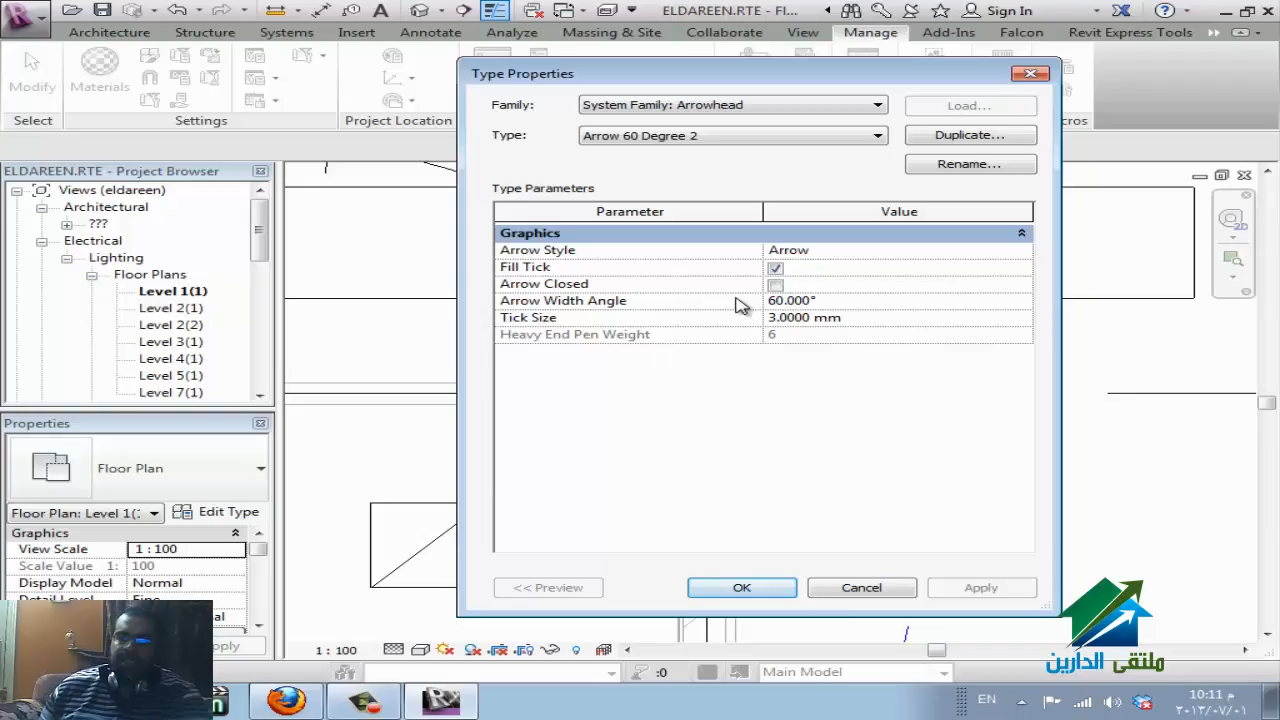 ELDAREEN.RTE - Fl...
Sign In
Architecture
Structure
Systems
Insert
Annotate
Analyze
Massing & Site
Collaborate
View
Manage
Add-Ins
Falcon
Revit Express Tools
Modify
Materials
Select
Settings
Project Location
Type Properties
Family:
System Family: Arrowhead
Load...
Type:
Arrow 60 Degree 2
Duplicate...
Rename...
Type Parameters
Parameter
Value
Graphics
Arrow Style
Arrow
Fill Tick
Arrow Closed
Arrow Width Angle
60.000°
Tick Size
3.0000 mm
Heavy End Pen Weight
6
<< Preview
OK
Cancel
Apply
ELDAREEN.RTE - Project Browser
Views (eldareen)
Architectural
???
Electrical
Lighting
Floor Plans
Level 1(1)
Level 2(1)
Level 2(2)
Level 3(1)
Level 4(1)
Level 5(1)
Level 7(1)
Properties
Floor Plan
Floor Plan: Level 1(
Edit Type
Graphics
View Scale
1 : 100
Scale Value 1:
100
Display Model
Normal
1 : 100
:0
Main Model
ملتقى الدارين
EN
10:11 م
٢٠١٣/٠٧/٠١